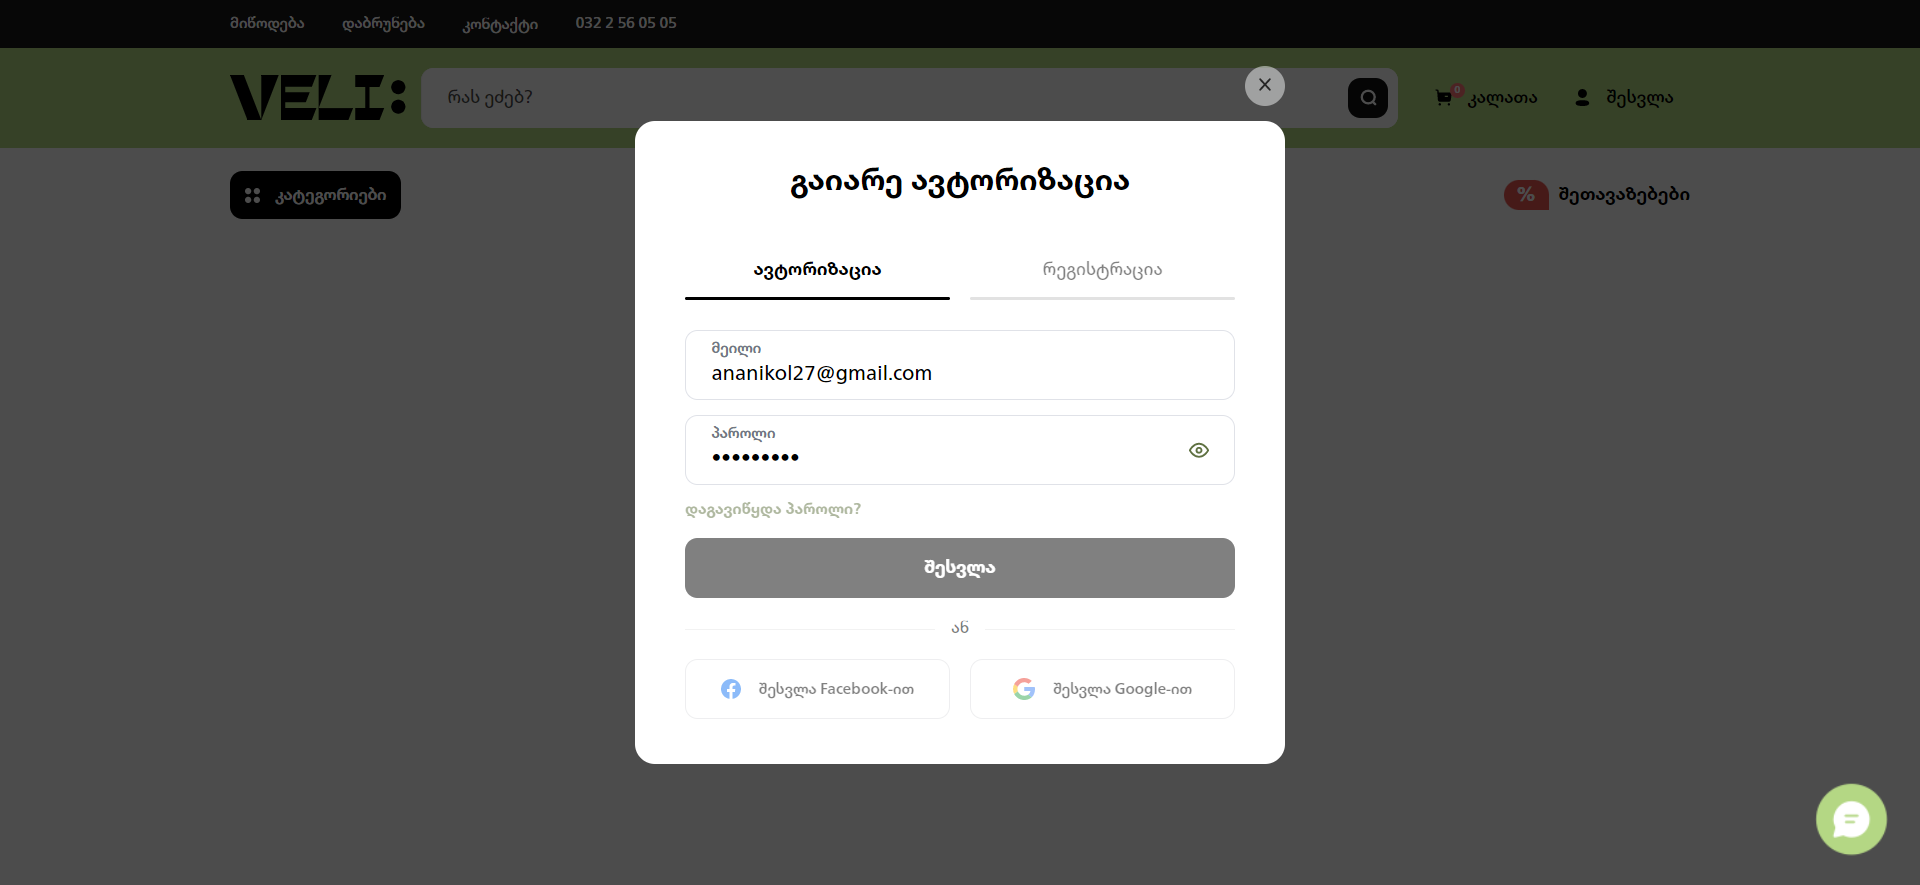 მიწოდება დაბრუნება კონტაქტი 032 2 56 05 05
VELI:
რას ეძებ?
0 კალათა
შესვლა
კატეგორიები
% შეთავაზებები
გაიარე ავტორიზაცია
ავტორიზაცია რეგისტრაცია
მეილი
ananikol27@gmail.com
პაროლი
•••••••••
დაგავიწყდა პაროლი?
შესვლა
ან
შესვლა Facebook-ით შესვლა Google-ით